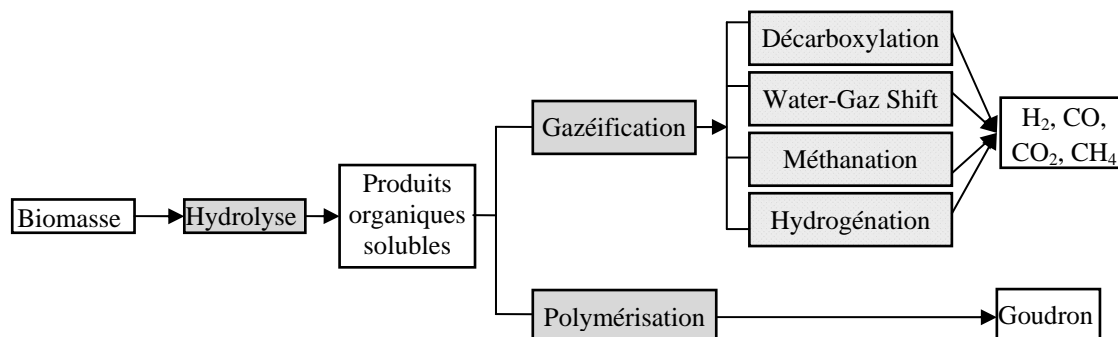 Biomasse
Hydrolyse
Produits
organiques
solubles
Gazéification
Décarboxylation
Water-Gaz Shift
Méthanation
Hydrogénation
H₂, CO,
CO₂, CH₄
Polymérisation
Goudron